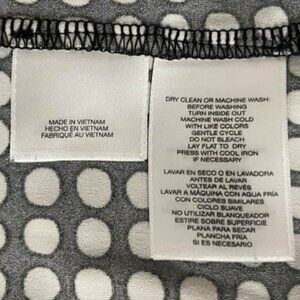 MADE IN VIETNAM
HECHO EN VIETNAM
FABRIQUÉ AU VIETNAM
DRY CLEAN OR MACHINE WASH:
BEFORE WASHING
TURN INSIDE OUT
MACHINE WASH COLD
WITH LIKE COLORS
GENTLE CYCLE
DO NOT BLEACH
LAY FLAT TO DRY
PRESS WITH COOL IRON
IF NECESSARY
LAVAR EN SECO O EN LAVADORA
ANTES DE LAVAR
VOLTEAR AL REVÉS
LAVAR A MÁQUINA CON AGUA FRÍA
CON COLORES SIMILARES
CICLO SUAVE
NO UTILIZAR BLANQUEADOR
ESTIRE SOBRE SUPERFICIE
PLANA PARA SECAR
PLANCHA FRÍA
SI ES NECESARIO